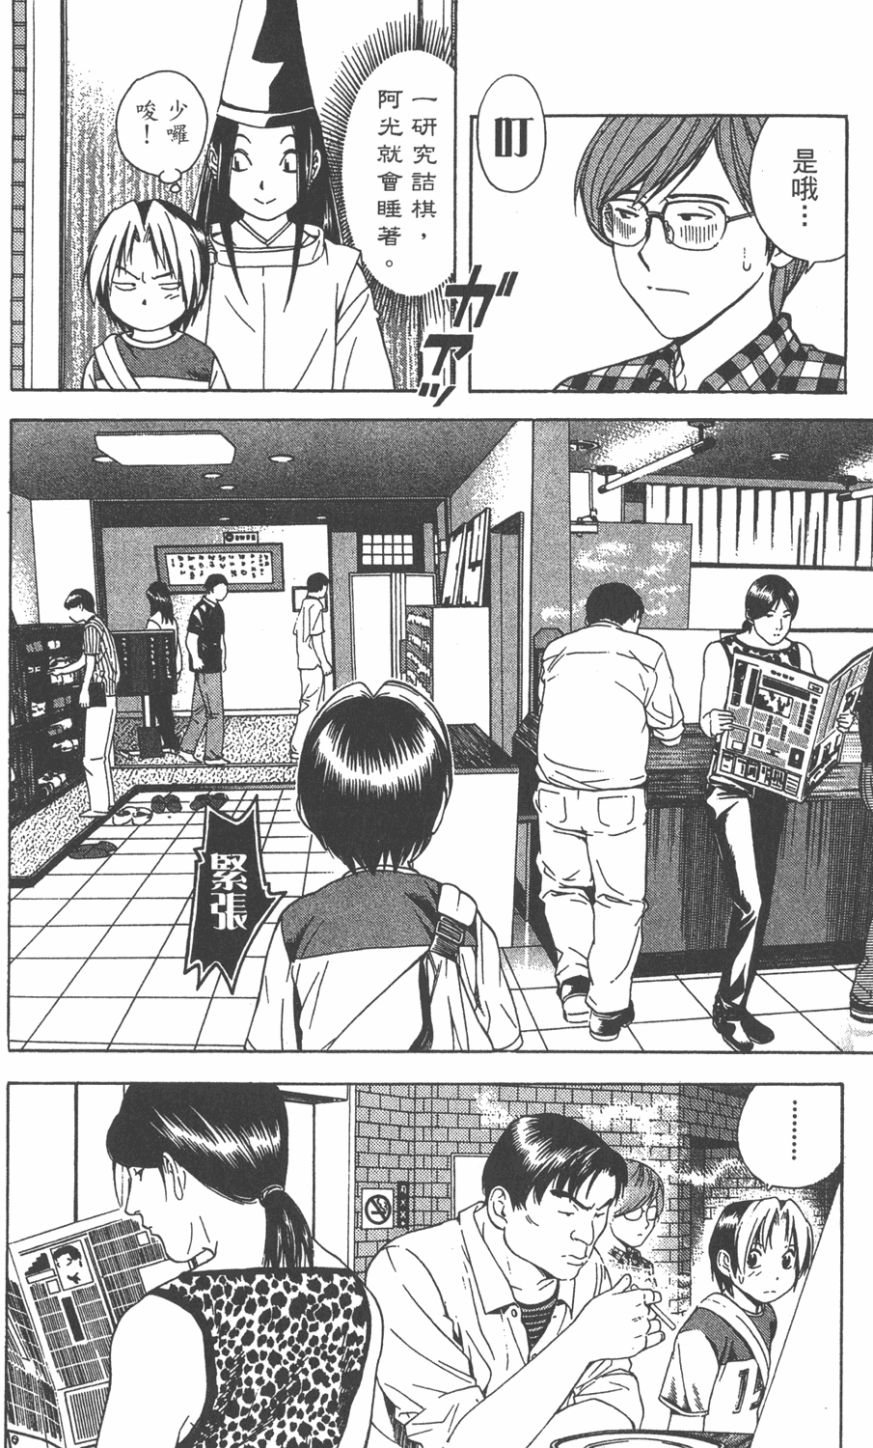 是哦…
叮
ガアッ
一研究詰棋，
阿光就會睡著。
少囉
唆！
緊張
………